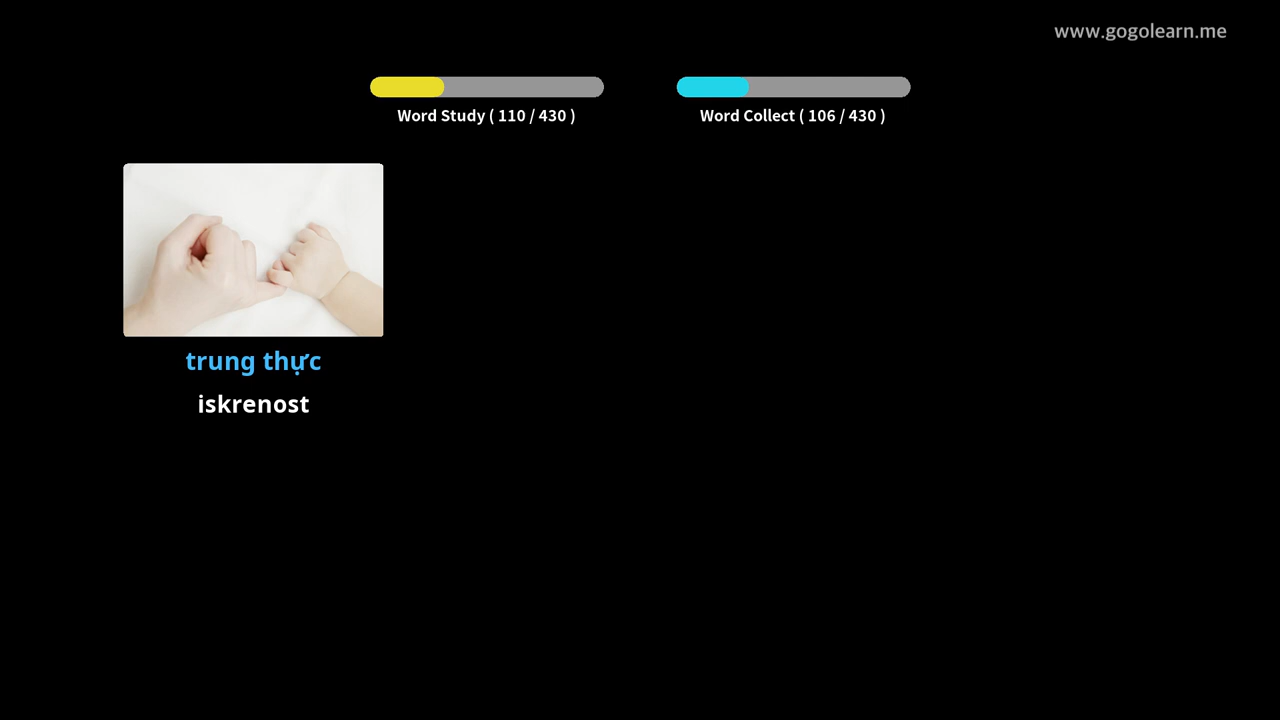 www.gogolearn.me
Word Study ( 110 / 430 )
Word Collect ( 106 / 430 )
trung thực
iskrenost